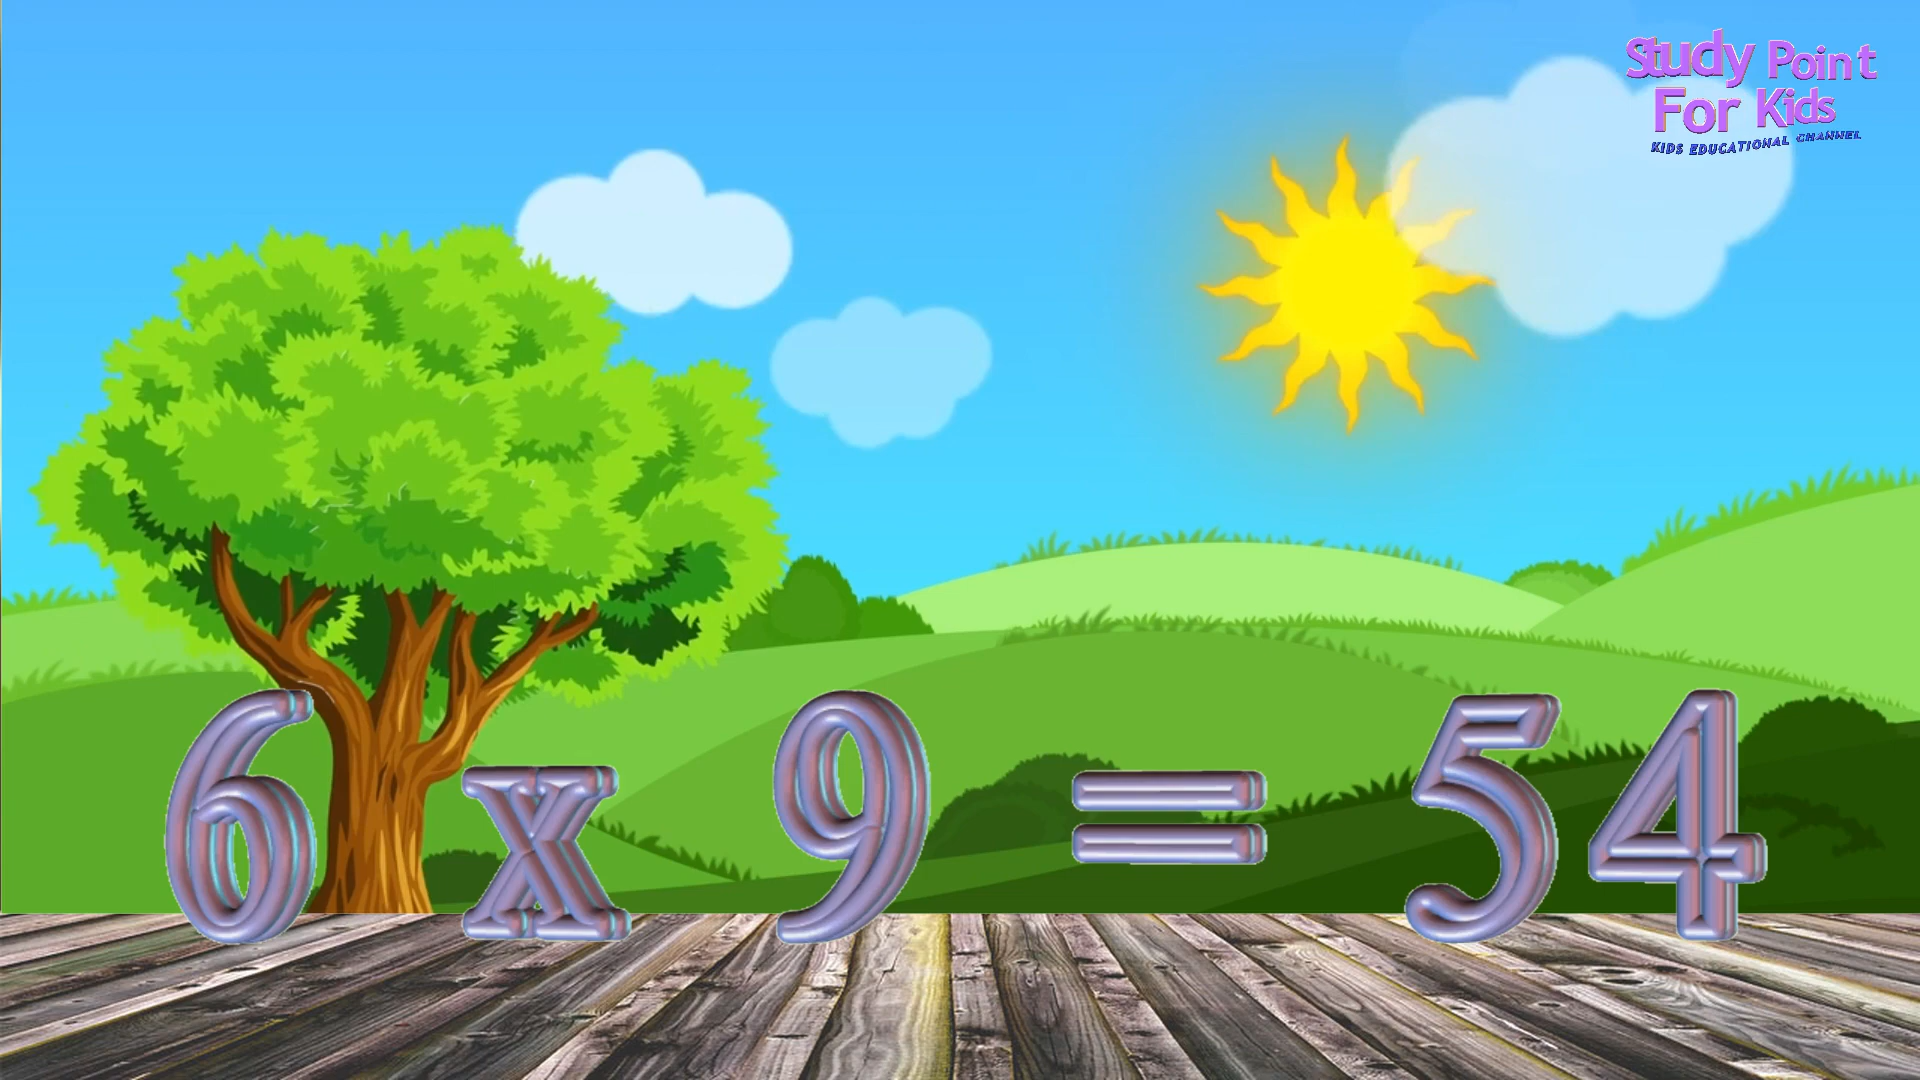 Study Point
For Kids
KIDS EDUCATIONAL CHANNEL
6 x 9 = 54